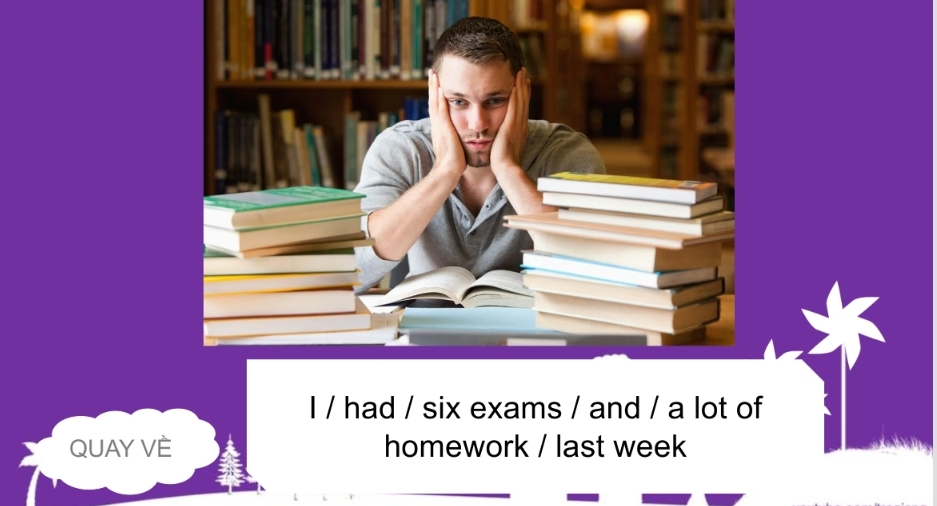 I / had / six exams / and / a lot of
homework / last week
QUAY VỀ